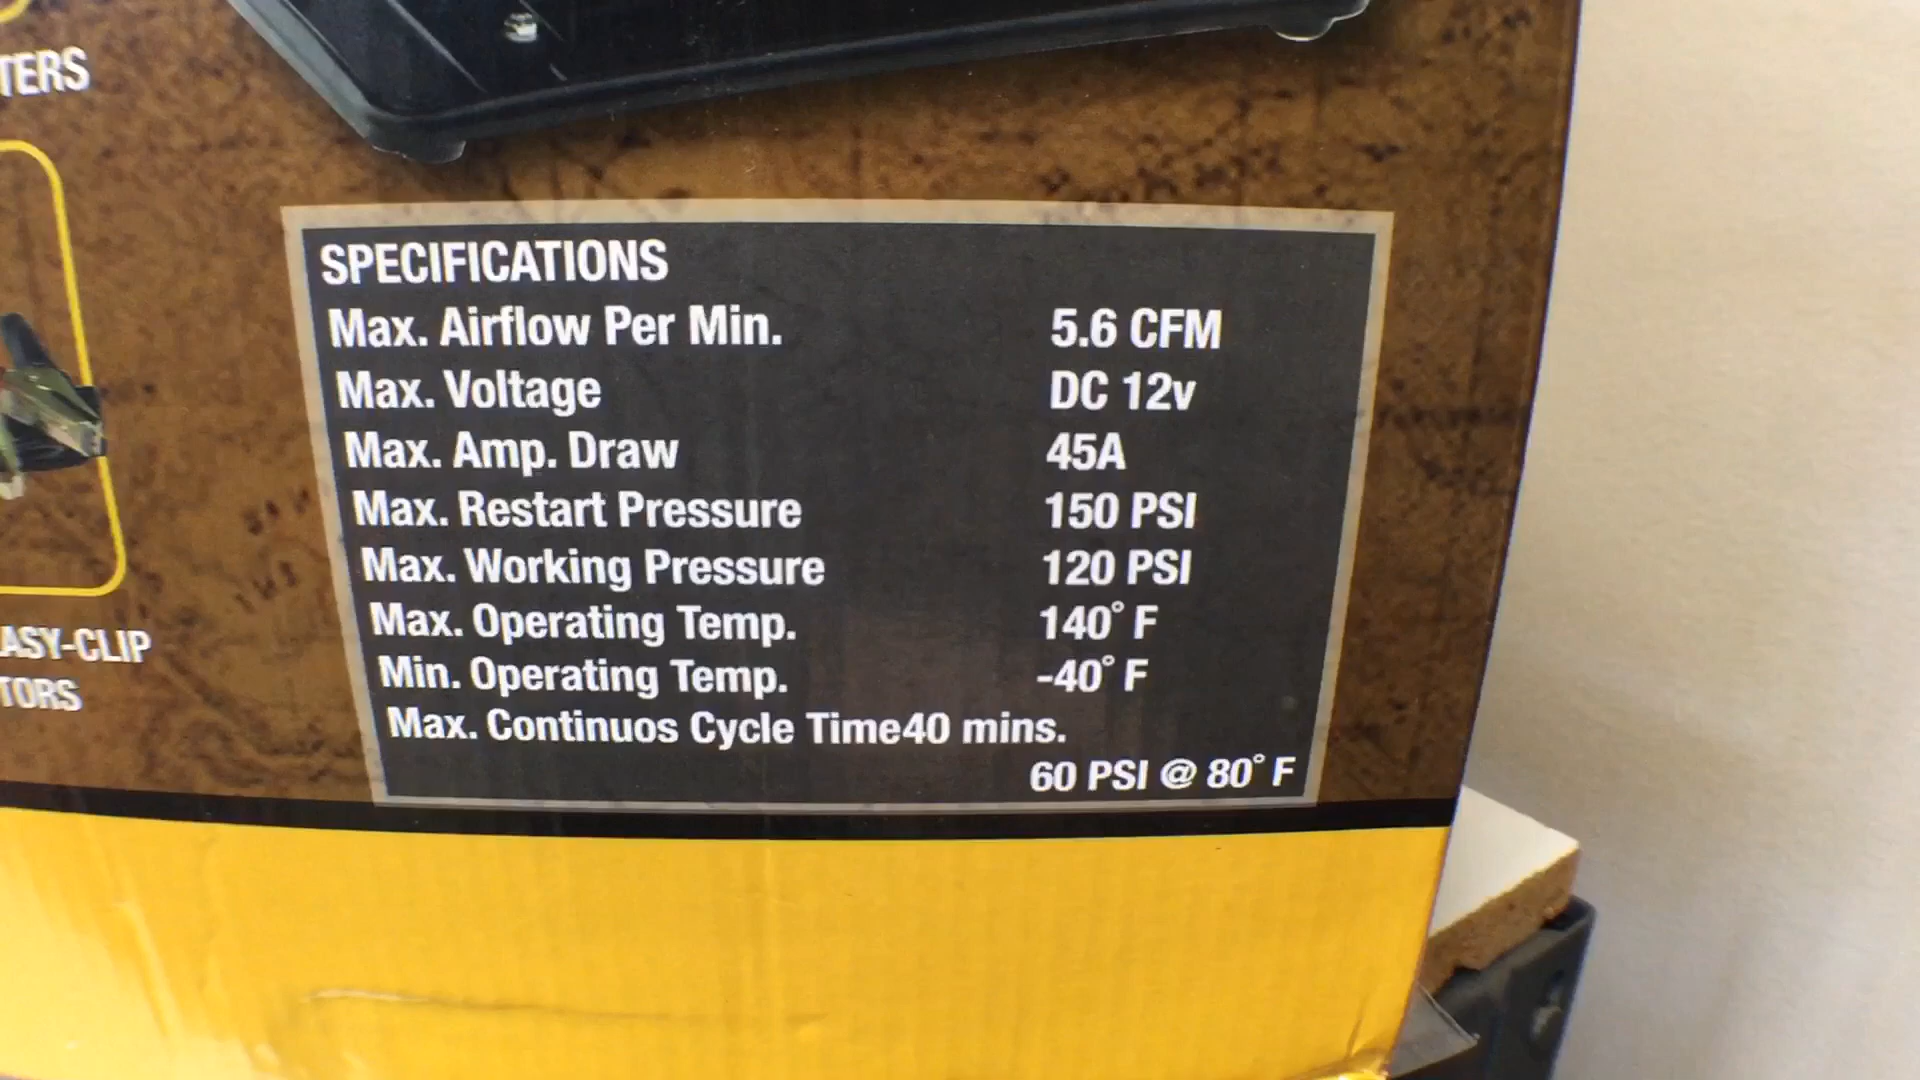 TERS
ASY-CLIP
TORS
SPECIFICATIONS
Max. Airflow Per Min. 5.6 CFM
Max. Voltage DC 12v
Max. Amp. Draw 45A
Max. Restart Pressure 150 PSI
Max. Working Pressure 120 PSI
Max. Operating Temp. 140° F
Min. Operating Temp. -40° F
Max. Continuos Cycle Time40 mins.
60 PSI @ 80° F